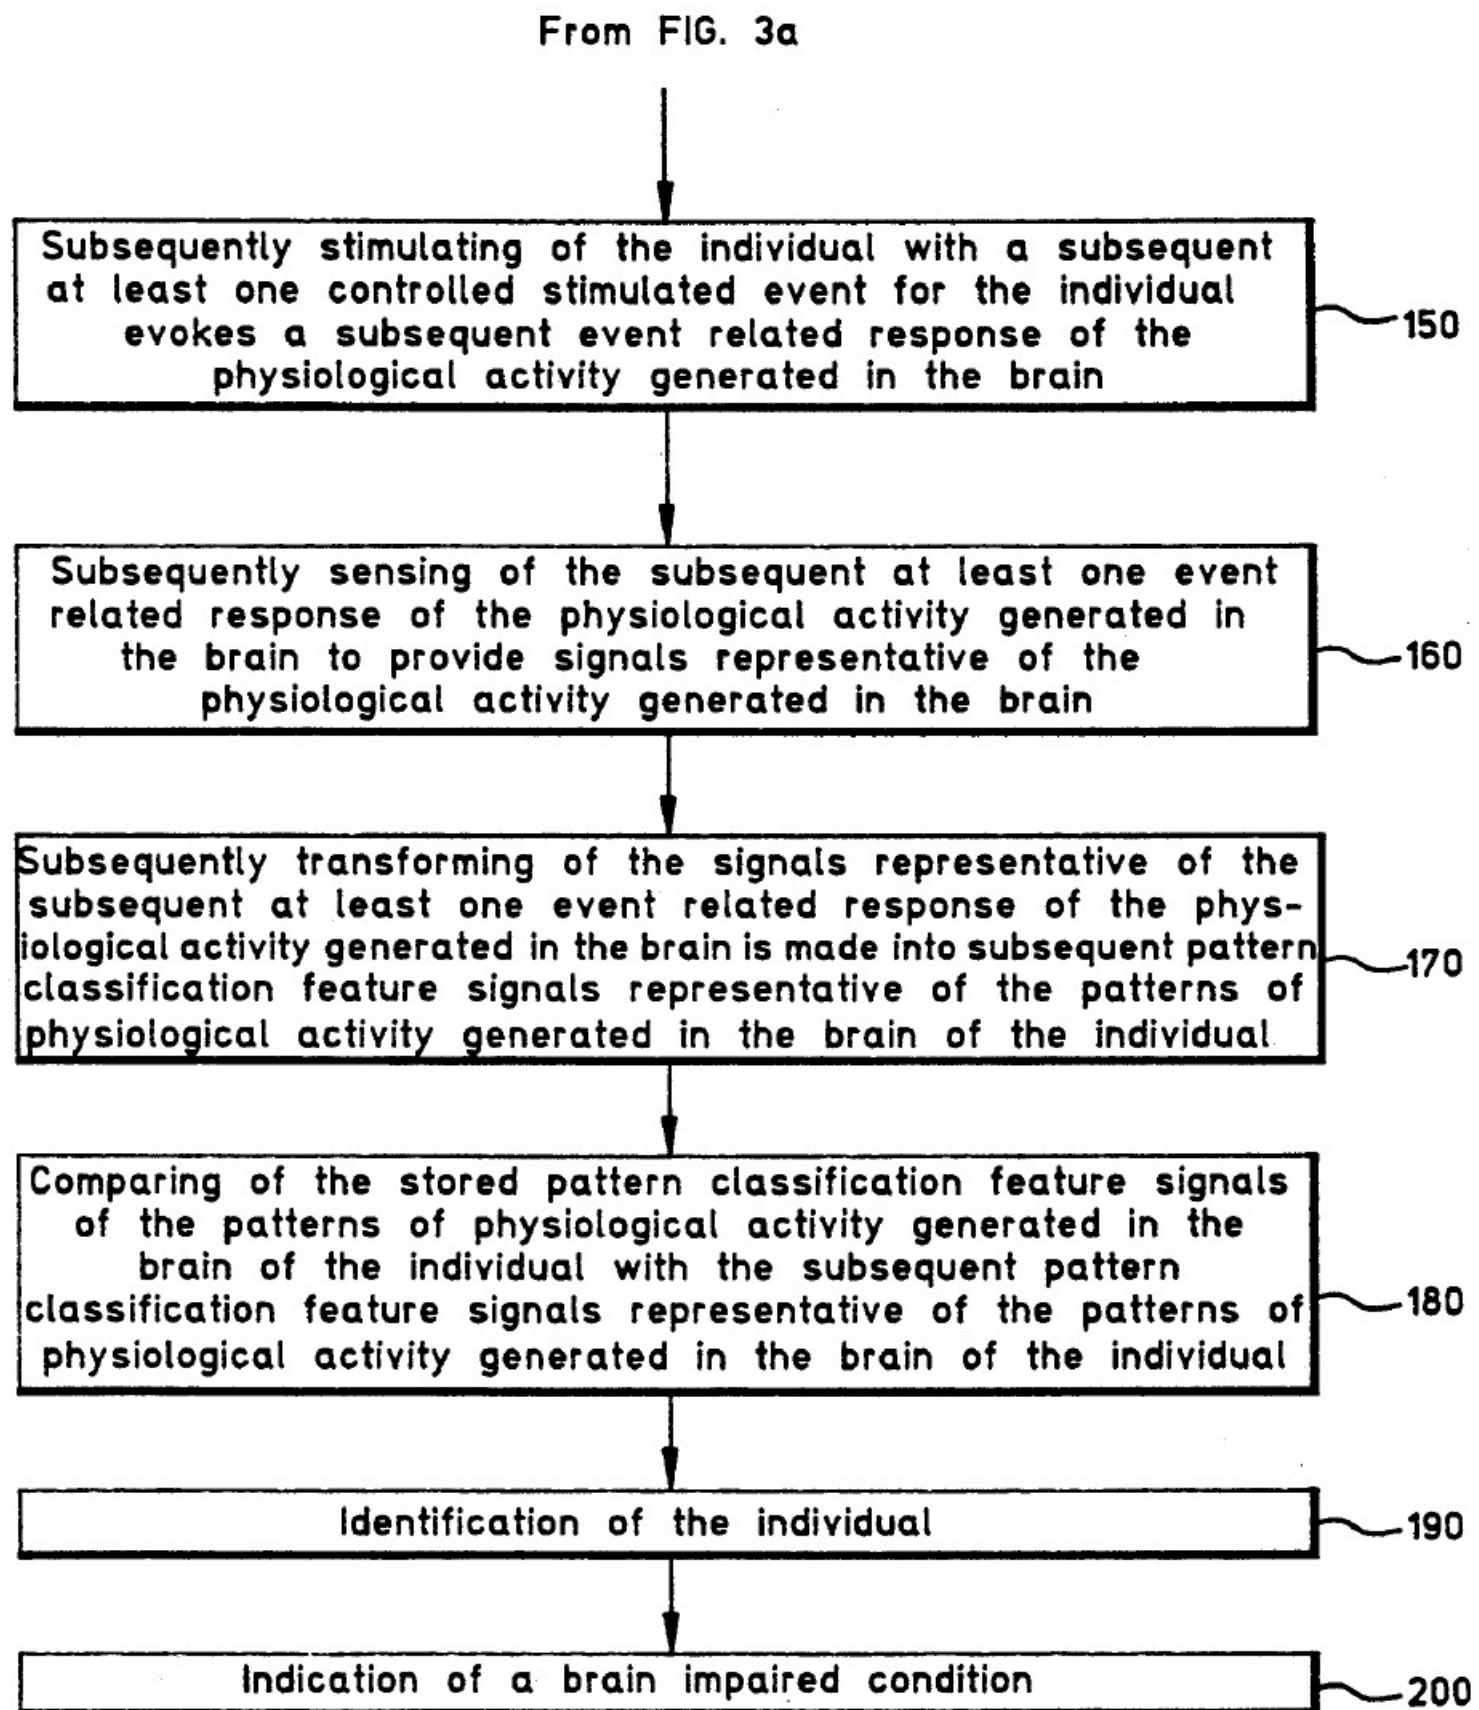 From FIG. 3a
Subsequently stimulating of the individual with a subsequent
at least one controlled stimulated event for the individual
evokes a subsequent event related response of the
physiological activity generated in the brain
150
Subsequently sensing of the subsequent at least one event
related response of the physiological activity generated in
the brain to provide signals representative of the
physiological activity generated in the brain
160
Subsequently transforming of the signals representative of the
subsequent at least one event related response of the phys-
iological activity generated in the brain is made into subsequent pattern
classification feature signals representative of the patterns of
physiological activity generated in the brain of the individual
170
Comparing of the stored pattern classification feature signals
of the patterns of physiological activity generated in the
brain of the individual with the subsequent pattern
classification feature signals representative of the patterns of
physiological activity generated in the brain of the individual
180
Identification of the individual
190
Indication of a brain impaired condition
200